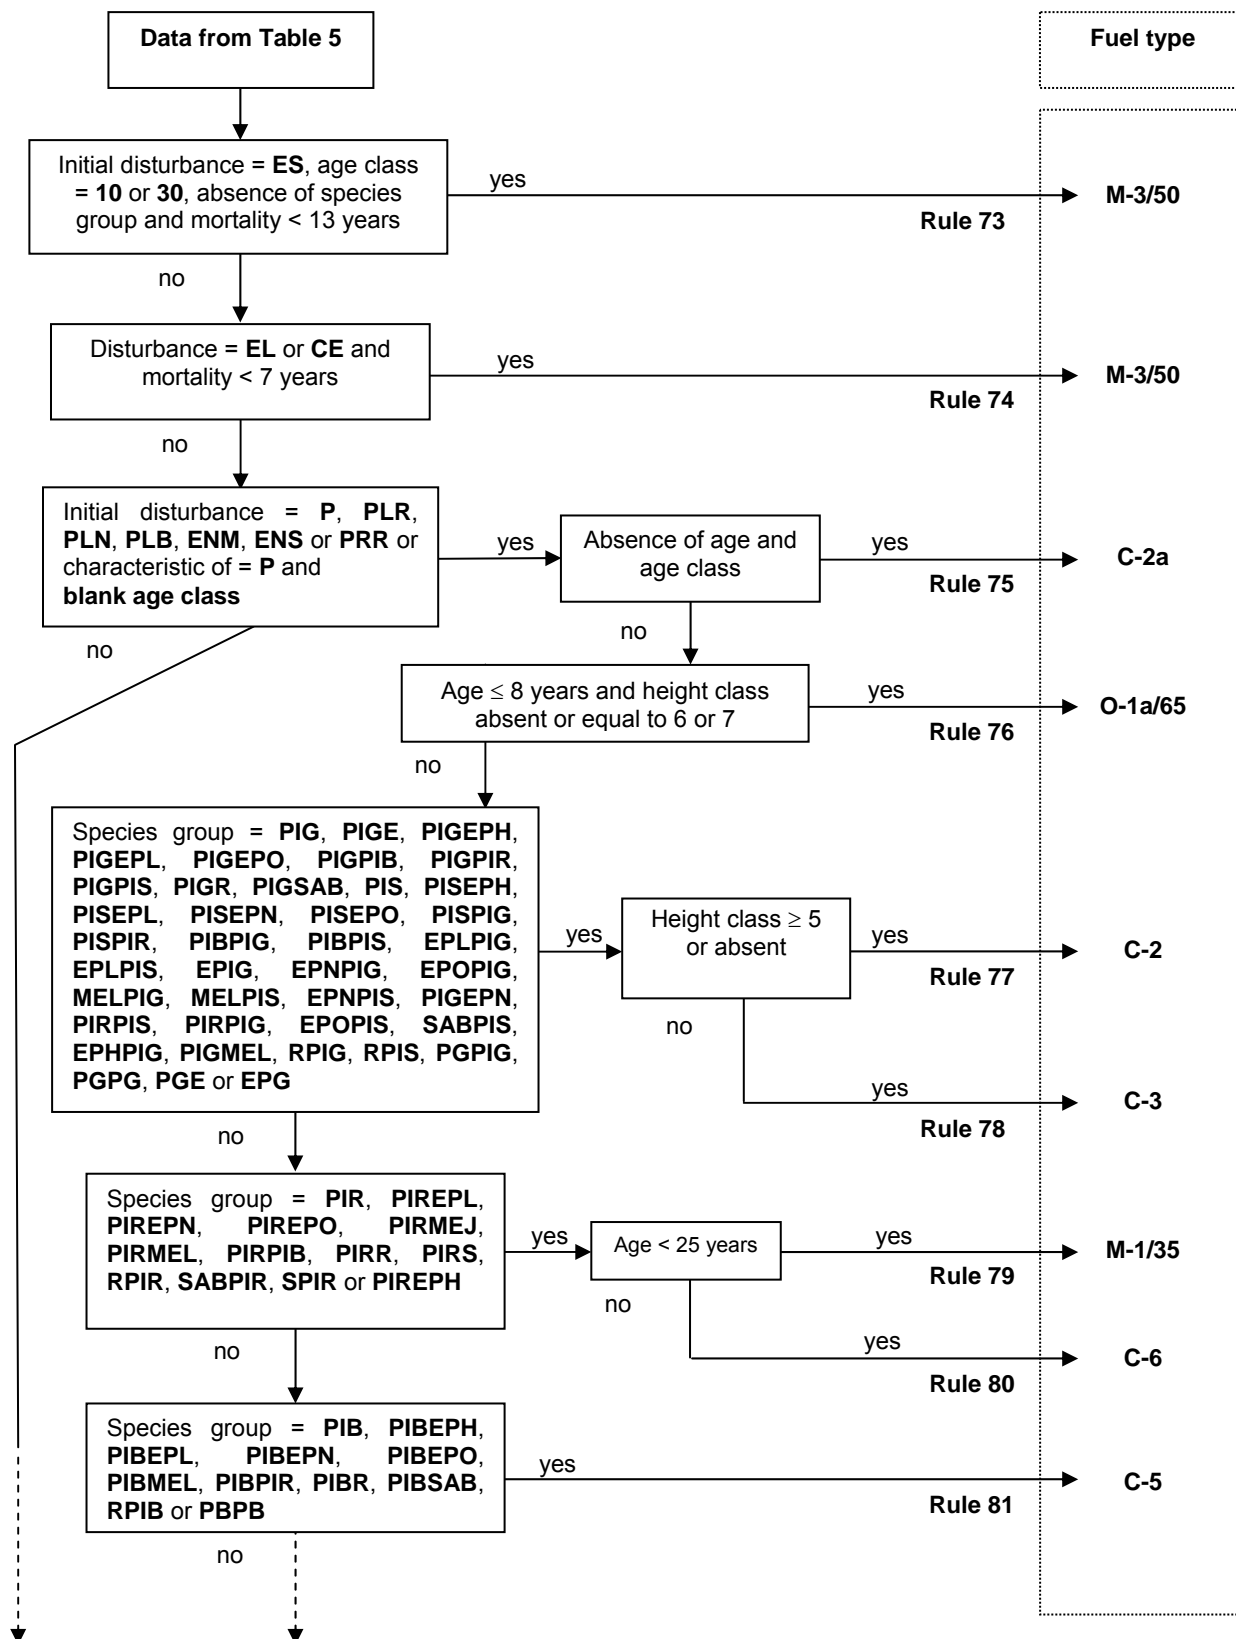 Data from Table 5
Fuel type
Initial disturbance = ES, age class
= 10 or 30, absence of species
group and mortality < 13 years
yes
Rule 73
M-3/50
no
Disturbance = EL or CE and
mortality < 7 years
yes
Rule 74
M-3/50
no
Initial disturbance = P, PLR,
PLN, PLB, ENM, ENS or PRR or
characteristic of = P and
blank age class
yes
Absence of age and
age class
yes
Rule 75
C-2a
no
no
Age ≤ 8 years and height class
absent or equal to 6 or 7
yes
Rule 76
O-1a/65
no
Species group = PIG, PIGE, PIGEPH,
PIGEPL, PIGEPO, PIGPIB, PIGPIR,
PIGPIS, PIGR, PIGSAB, PIS, PISEPH,
PISEPL, PISEPN, PISEPO, PISPIG,
PISPIR, PIBPIG, PIBPIS, EPLPIG,
EPLPIS, EPIG, EPNPIG, EPOPIG,
MELPIG, MELPIS, EPNPIS, PIGEPN,
PIRPIS, PIRPIG, EPOPIS, SABPIS,
EPHPIG, PIGMEL, RPIG, RPIS, PGPIG,
PGPG, PGE or EPG
yes
Height class ≥ 5
or absent
yes
Rule 77
C-2
no
yes
Rule 78
C-3
no
Species group = PIR, PIREPL,
PIREPN, PIREPO, PIRMEJ,
PIRMEL, PIRPIB, PIRR, PIRS,
RPIR, SABPIR, SPIR or PIREPH
yes
Age < 25 years
yes
Rule 79
M-1/35
no
yes
Rule 80
C-6
no
Species group = PIB, PIBEPH,
PIBEPL, PIBEPN, PIBEPO,
PIBMEL, PIBPIR, PIBR, PIBSAB,
RPIB or PBPB
yes
Rule 81
C-5
no